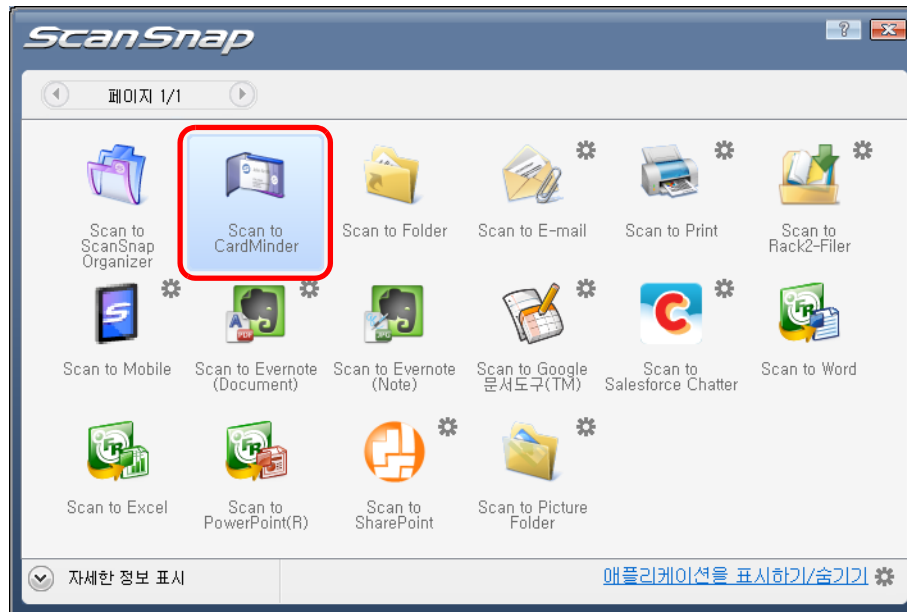 ScanSnap
페이지 1/1
Scan to
ScanSnap
Organizer
Scan to
CardMinder
Scan to Folder
Scan to E-mail
Scan to Print
Scan to
Rack2-Filer
Scan to Mobile
Scan to Evernote
(Document)
Scan to Evernote
(Note)
Scan to Google
문서도구(TM)
Scan to
Salesforce Chatter
Scan to Word
Scan to Excel
Scan to
PowerPoint(R)
Scan to
SharePoint
Scan to Picture
Folder
자세한 정보 표시
애플리케이션을 표시하기/숨기기